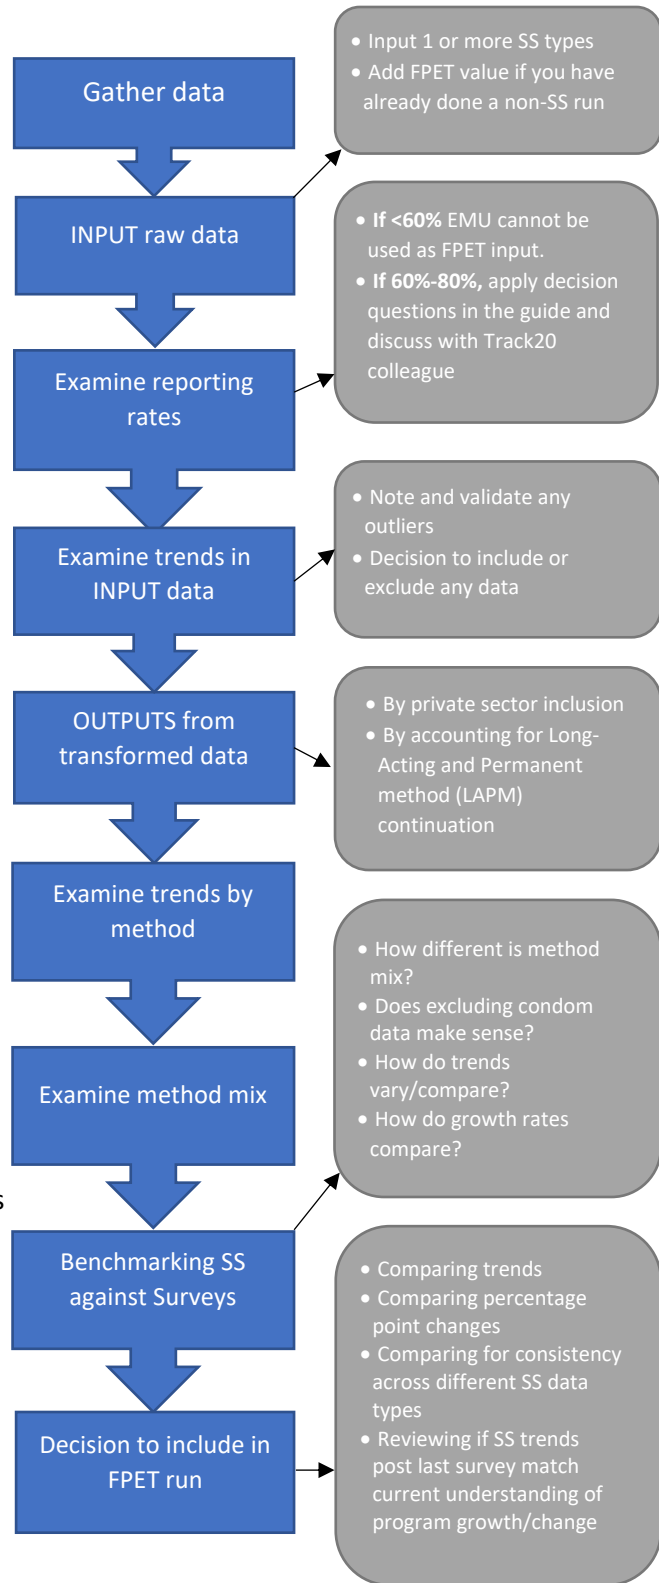 Gather data
• Input 1 or more SS types
• Add FPET value if you have
already done a non-SS run
INPUT raw data
• If <60% EMU cannot be
used as FPET input.
• If 60%-80%, apply decision
questions in the guide and
discuss with Track20
colleague
Examine reporting
rates
• Note and validate any
outliers
• Decision to include or
exclude any data
Examine trends in
INPUT data
OUTPUTS from
transformed data
• By private sector inclusion
• By accounting for Long-
Acting and Permanent
method (LAPM)
continuation
Examine trends by
method
• How different is method
mix?
• Does excluding condom
data make sense?
• How do trends
vary/compare?
• How do growth rates
compare?
Examine method mix
s
Benchmarking SS
against Surveys
• Comparing trends
• Comparing percentage
point changes
• Comparing for consistency
across different SS data
types
• Reviewing if SS trends
post last survey match
current understanding of
program growth/change
Decision to include in
FPET run